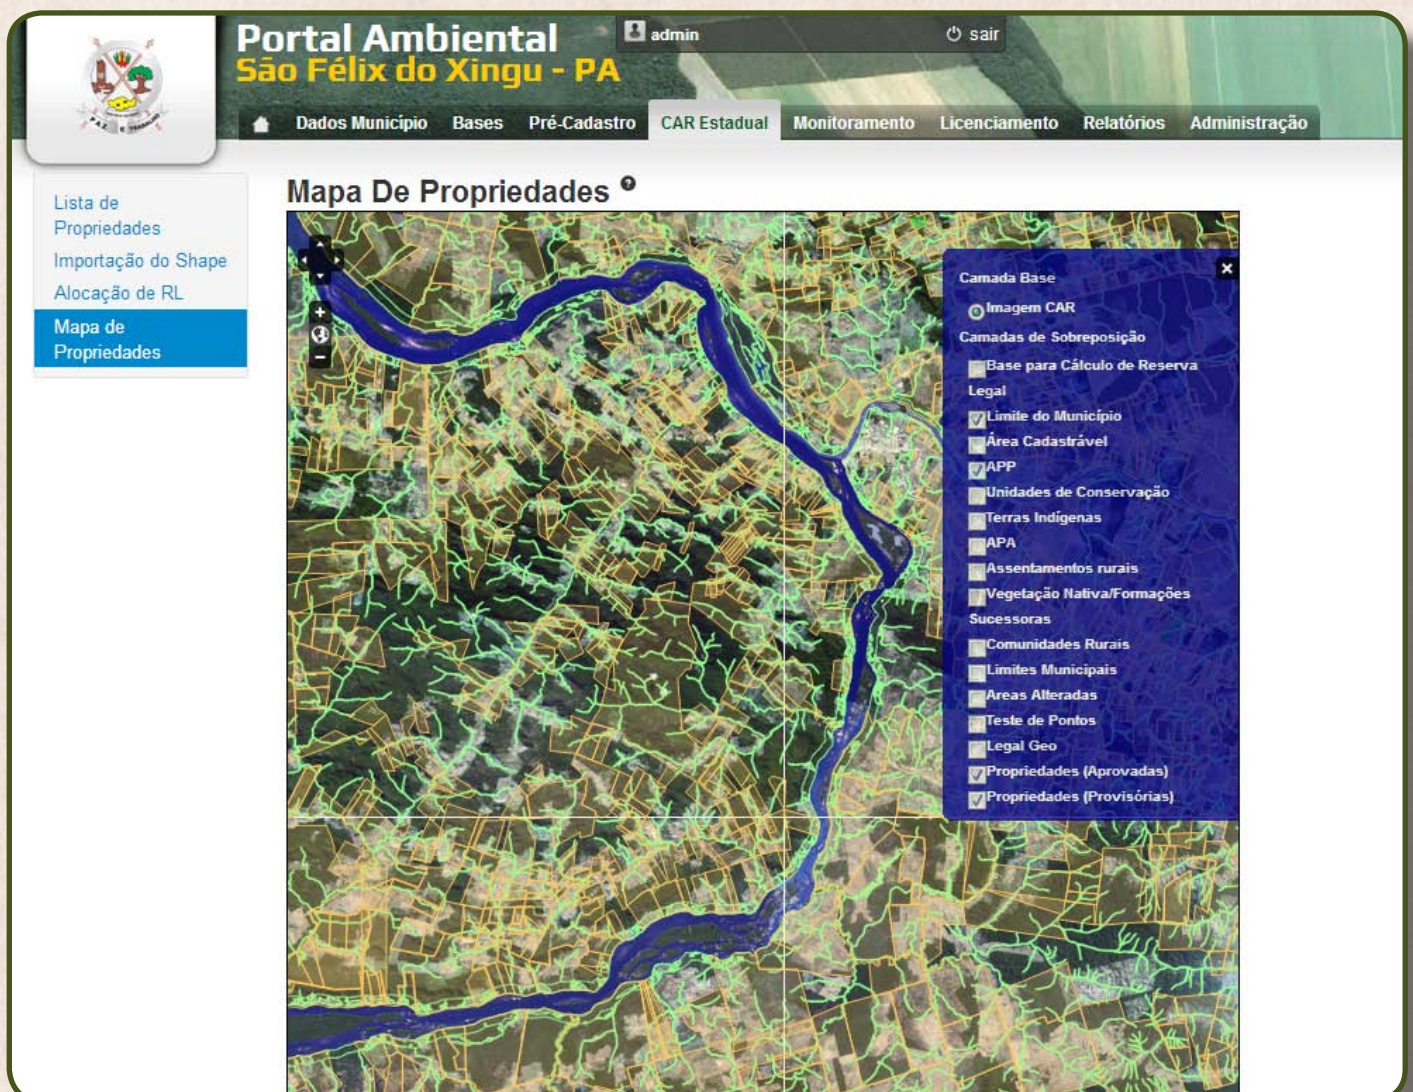 Portal Ambiental
São Félix do Xingu - PA
admin
sair
PAZ E TRABALHO
Dados Municipio
Bases
Pré-Cadastro
CAR Estadual
Monitoramento
Licenciamento
Relatórios
Administração
Lista de
Propriedades
Importação do Shape
Alocação de RL
Mapa de
Propriedades
Mapa De Propriedades ?
Camada Base
Imagem CAR
Camadas de Sobreposição
Base para Cálculo de Reserva
Legal
Limite do Município
Área Cadastrável
APP
Unidades de Conservação
Terras Indígenas
APA
Assentamentos rurais
Vegetação Nativa/Formações
Sucessoras
Comunidades Rurais
Limites Municipais
Areas Alteradas
Teste de Pontos
Legal Geo
Propriedades (Aprovadas)
Propriedades (Provisórias)